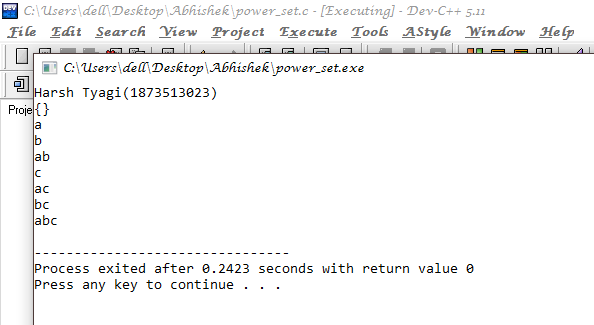 C:\Users\dell\Desktop\Abhishek\power_set.c - [Executing] - Dev-C++ 5.11
File Edit Search View Project Execute Tools AStyle Window Help
C:\Users\dell\Desktop\Abhishek\power_set.exe
Proje
Harsh Tyagi(1873513023)
{}
a
b
ab
c
ac
bc
abc
--------------------------------
Process exited after 0.2423 seconds with return value 0
Press any key to continue . . .